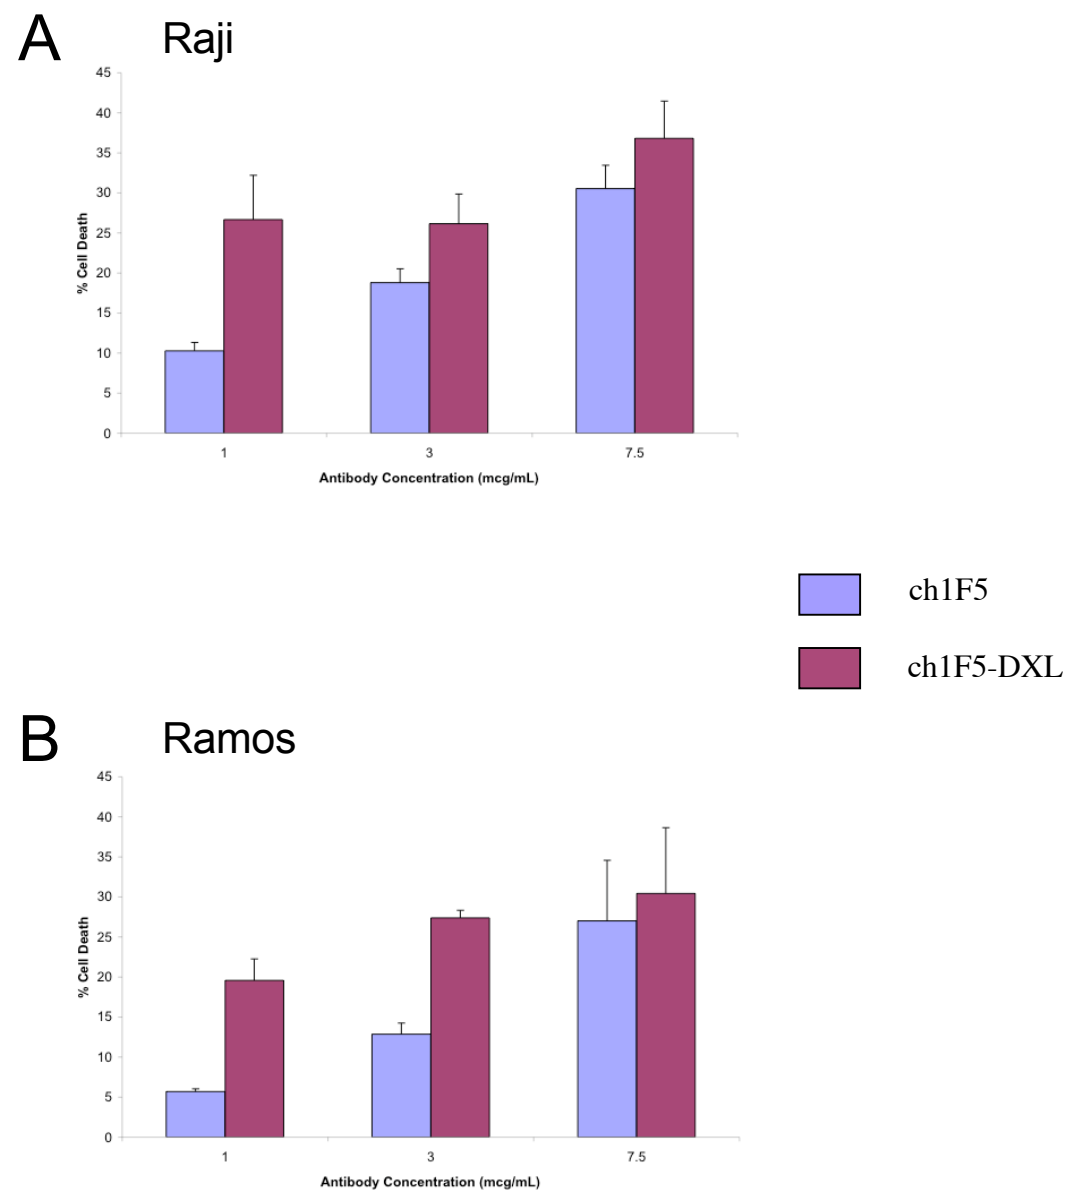 A Raji
45
40
35
30
25
20
15
10
5
0
% Cell Death
1 3 7.5
Antibody Concentration (mcg/mL)
ch1F5
ch1F5-DXL
B Ramos
45
40
35
30
25
20
15
10
5
0
% Cell Death
1 3 7.5
Antibody Concentration (mcg/mL)